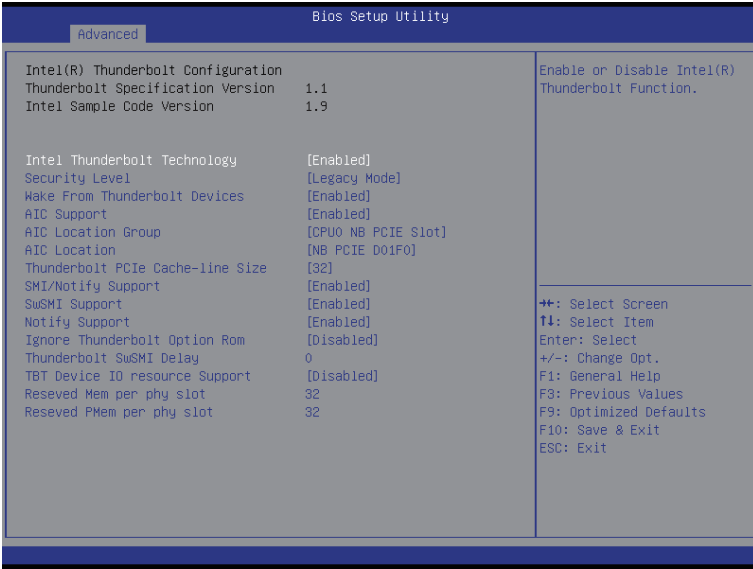 Bios Setup Utility
Advanced
Intel(R) Thunderbolt Configuration
Thunderbolt Specification Version 1.1
Intel Sample Code Version 1.9
Intel Thunderbolt Technology [Enabled]
Security Level [Legacy Mode]
Wake From Thunderbolt Devices [Enabled]
AIC Support [Enabled]
AIC Location Group [CPU0 NB PCIE Slot]
AIC Location [NB PCIE D01F0]
Thunderbolt PCIe Cache-line Size [32]
SMI/Notify Support [Enabled]
SwSMI Support [Enabled]
Notify Support [Enabled]
Ignore Thunderbolt Option Rom [Disabled]
Thunderbolt SwSMI Delay 0
TBT Device IO resource Support [Disabled]
Reseved Mem per phy slot 32
Reseved PMem per phy slot 32
Enable or Disable Intel(R)
Thunderbolt Function.
→←: Select Screen
↑↓: Select Item
Enter: Select
+/-: Change Opt.
F1: General Help
F3: Previous Values
F9: Optimized Defaults
F10: Save & Exit
ESC: Exit